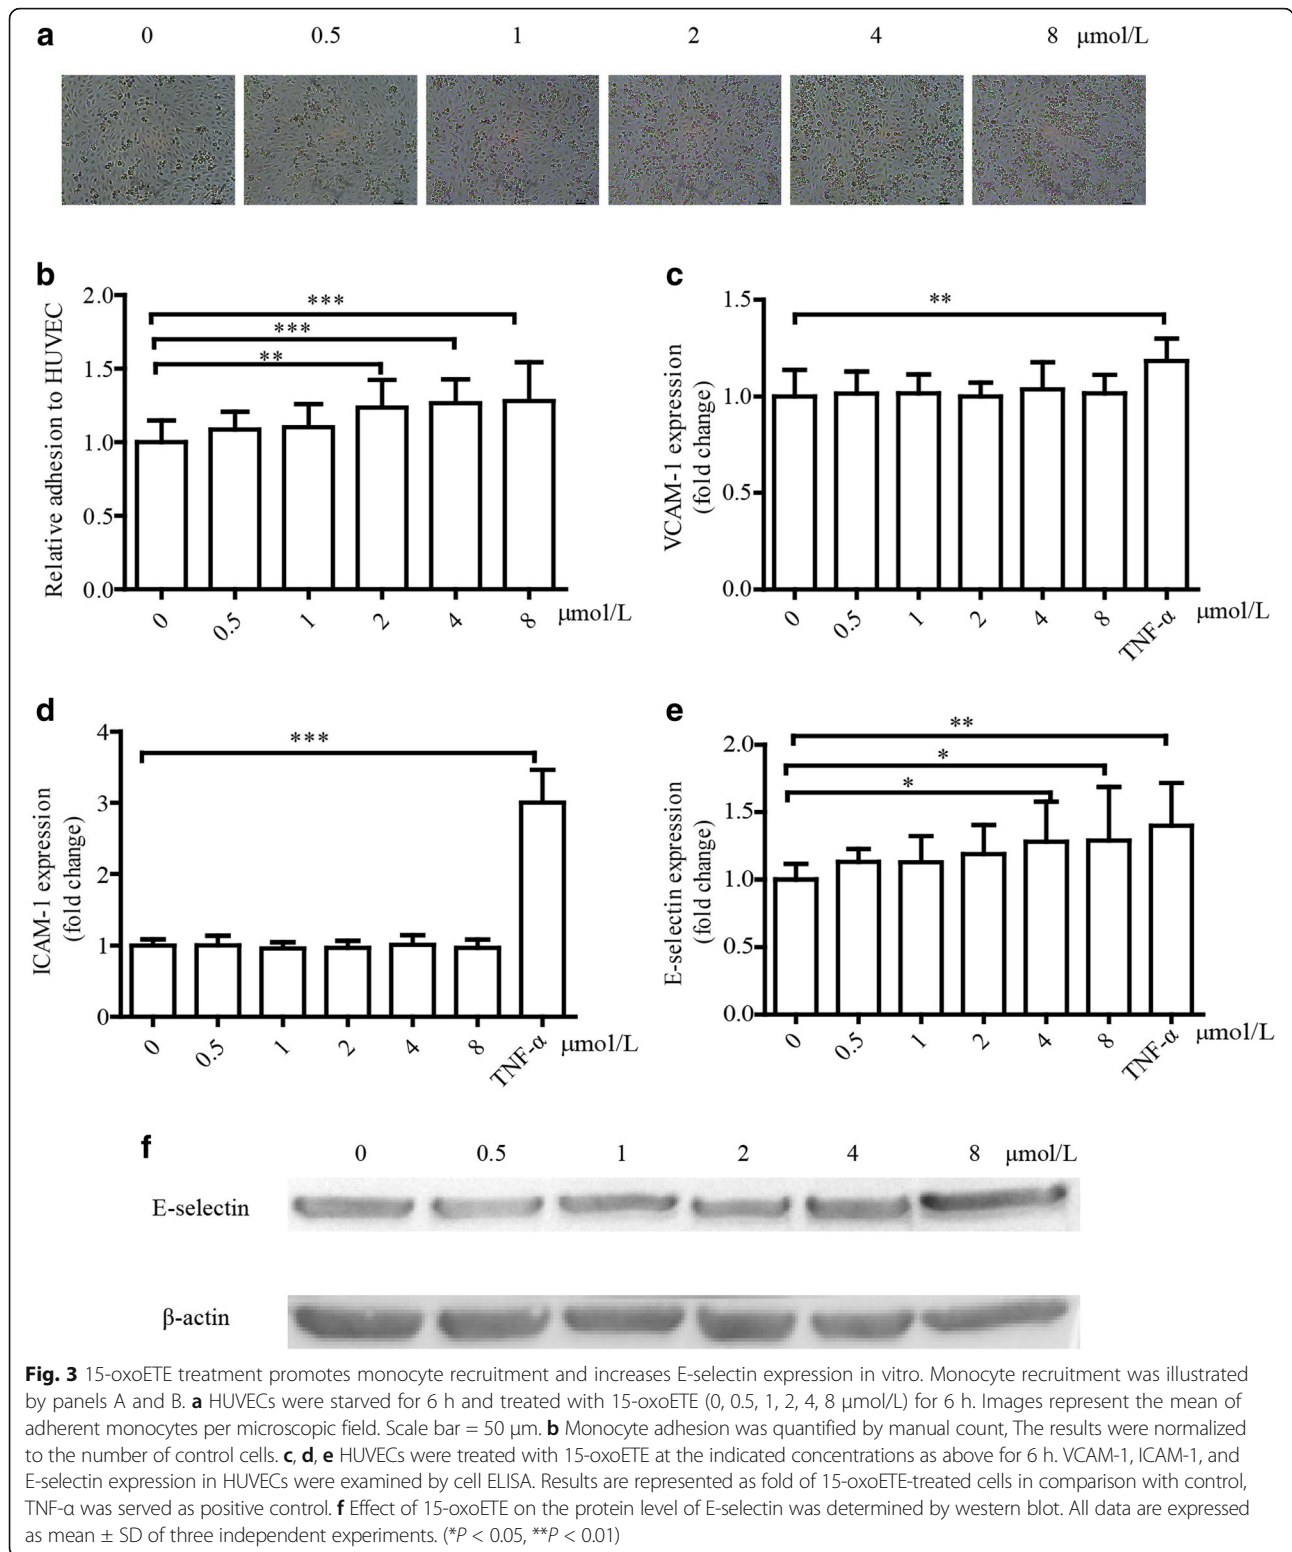 a 0 0.5 1 2 4 8 μmol/L
b
Relative adhesion to HUVEC
2.0
1.5
1.0
0.5
0.0
***
***
**
0 0.5 1 2 4 8 μmol/L
c
VCAM-1 expression
(fold change)
1.5
1.0
0.5
0.0
**
0 0.5 1 2 4 8 TNF-α μmol/L
d
ICAM-1 expression
(fold change)
4
3
2
1
0
***
0 0.5 1 2 4 8 TNF-α μmol/L
e
E-selectin expression
(fold change)
2.0
1.5
1.0
0.5
0.0
**
*
*
0 0.5 1 2 4 8 TNF-α μmol/L
f 0 0.5 1 2 4 8 μmol/L
E-selectin
β-actin
Fig. 3 15-oxoETE treatment promotes monocyte recruitment and increases E-selectin expression in vitro. Monocyte recruitment was illustrated
by panels A and B. a HUVECs were starved for 6 h and treated with 15-oxoETE (0, 0.5, 1, 2, 4, 8 μmol/L) for 6 h. Images represent the mean of
adherent monocytes per microscopic field. Scale bar = 50 μm. b Monocyte adhesion was quantified by manual count, The results were normalized
to the number of control cells. c, d, e HUVECs were treated with 15-oxoETE at the indicated concentrations as above for 6 h. VCAM-1, ICAM-1, and
E-selectin expression in HUVECs were examined by cell ELISA. Results are represented as fold of 15-oxoETE-treated cells in comparison with control,
TNF-α was served as positive control. f Effect of 15-oxoETE on the protein level of E-selectin was determined by western blot. All data are expressed
as mean ± SD of three independent experiments. (*P < 0.05, **P < 0.01)